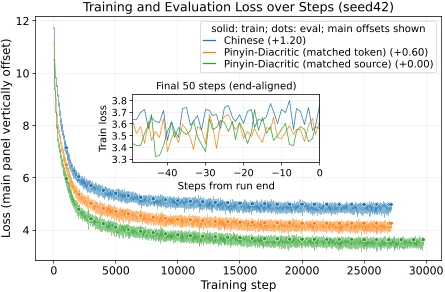 Training and Evaluation Loss over Steps (seed42)
solid: train; dots: eval; main offsets shown
Chinese (+1.20)
Pinyin-Diacritic (matched token) (+0.60)
Pinyin-Diacritic (matched source) (+0.00)
Final 50 steps (end-aligned)
Train loss
3.8
3.7
3.6
3.5
3.4
3.3
−40 −30 −20 −10 0
Steps from run end
Loss (main panel vertically offset)
12
10
8
6
4
0 5000 10000 15000 20000 25000 30000
Training step